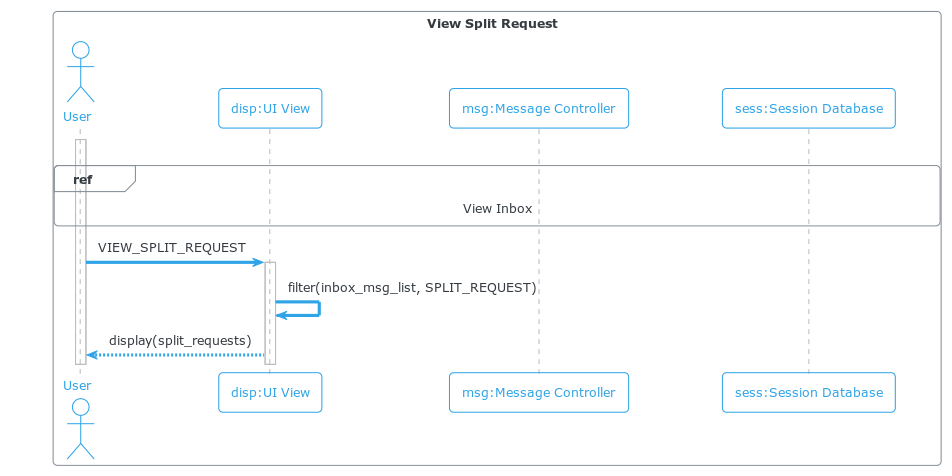 View Split Request
User
disp:UI View
msg:Message Controller
sess:Session Database
ref
View Inbox
VIEW_SPLIT_REQUEST
filter(inbox_msg_list, SPLIT_REQUEST)
display(split_requests)
User
disp:UI View
msg:Message Controller
sess:Session Database